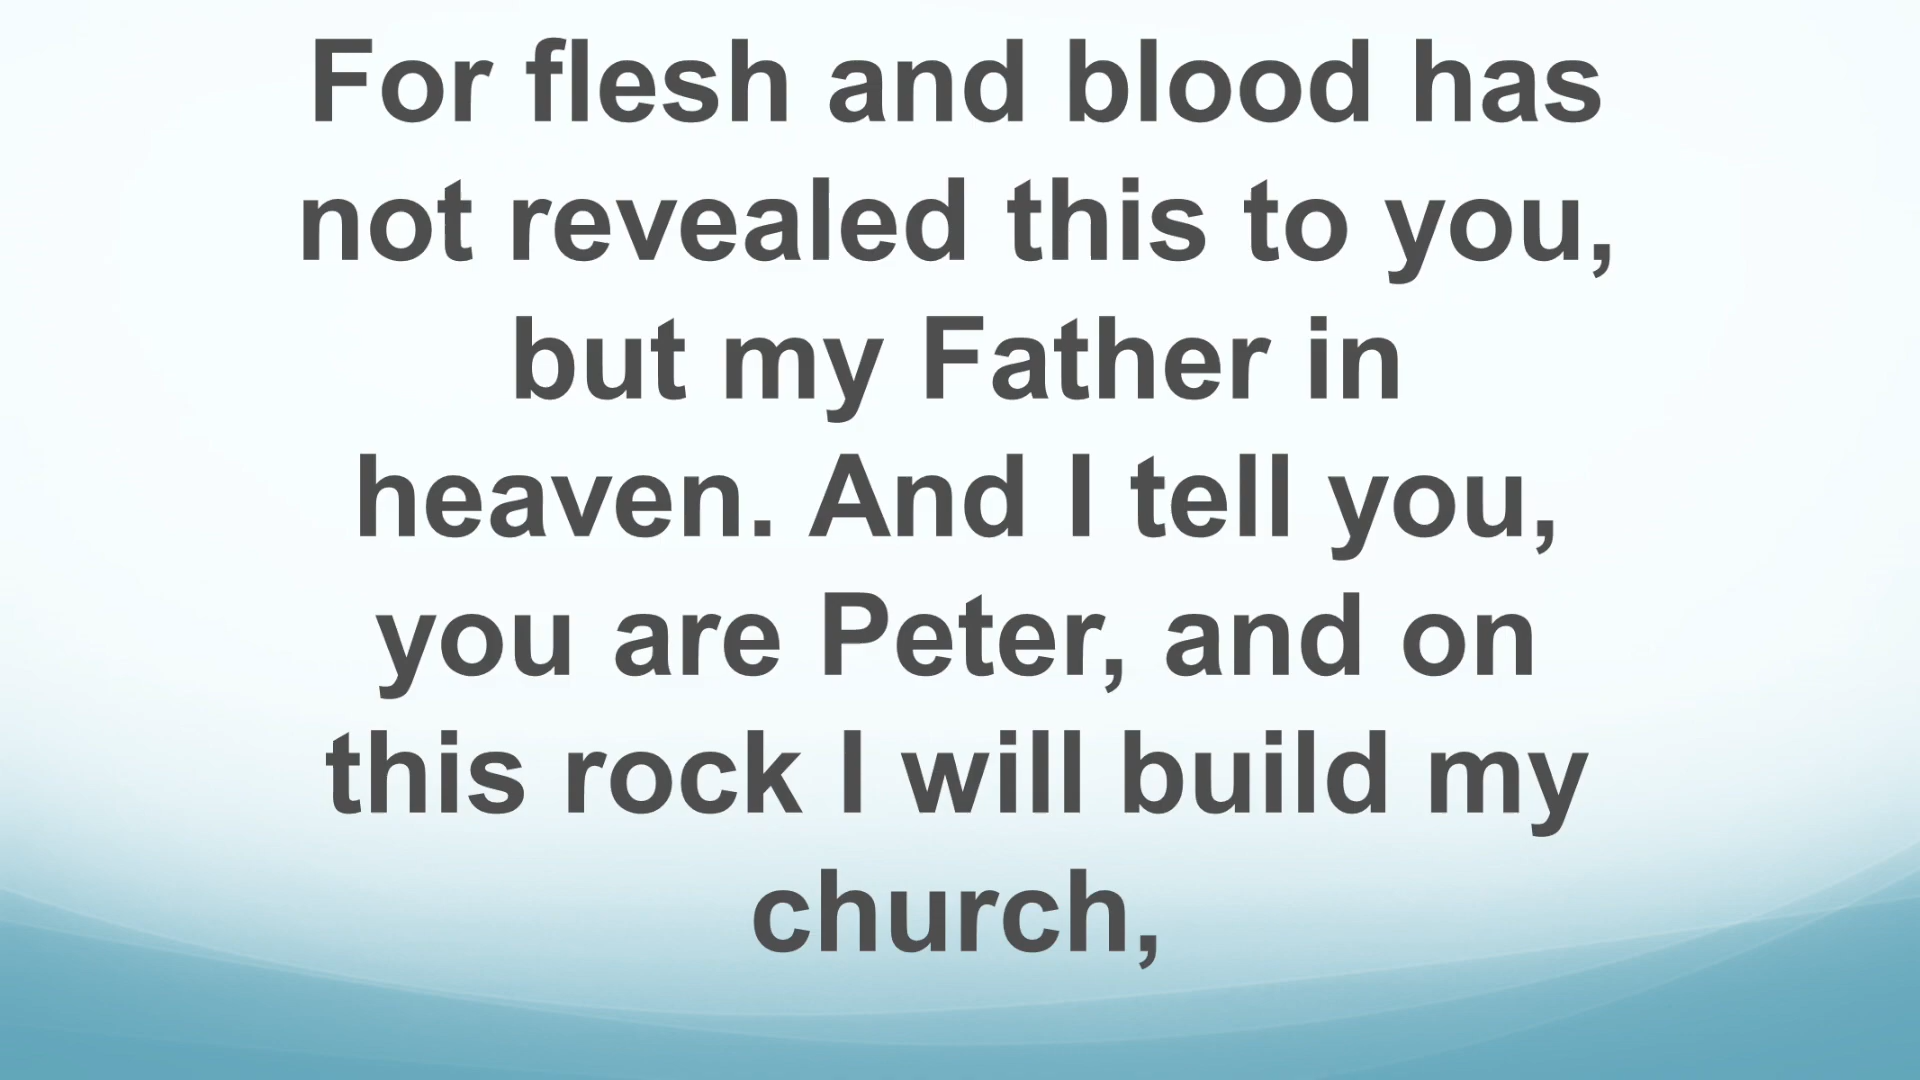 For flesh and blood has
not revealed this to you,
but my Father in
heaven. And I tell you,
you are Peter, and on
this rock I will build my
church,